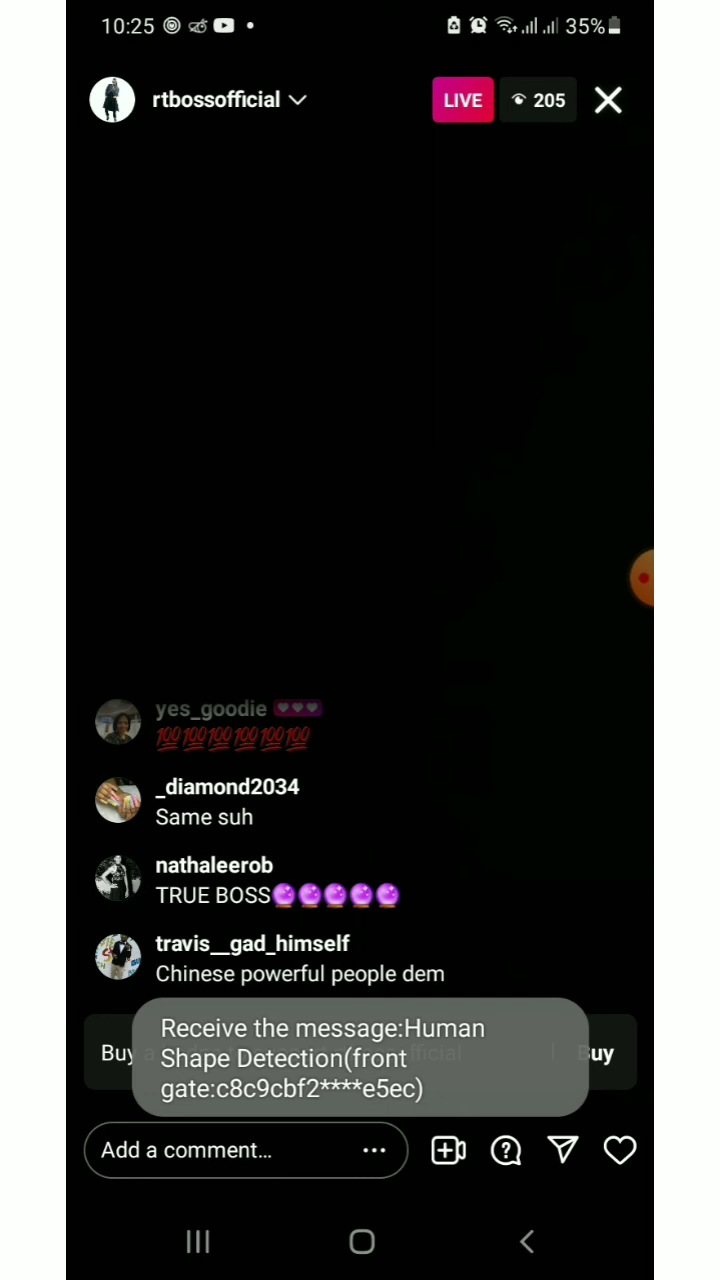 10:25
35%
rtbossofficial
LIVE
205
yes_goodie
💯💯💯💯💯💯
_diamond2034
Same suh
nathaleerob
TRUE BOSS🔮🔮🔮🔮🔮
travis__gad_himself
Chinese powerful people dem
Receive the message:Human
Shape Detection(front
gate:c8c9cbf2****e5ec)
Buy
Buy
Add a comment...